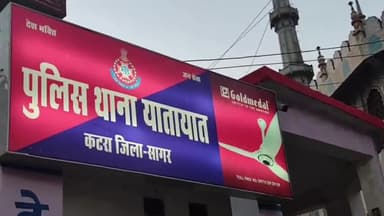 देश भक्ति
जन सेवा
पुलिस थाना यातायात
कटरा जिला-सागर
Goldmedal